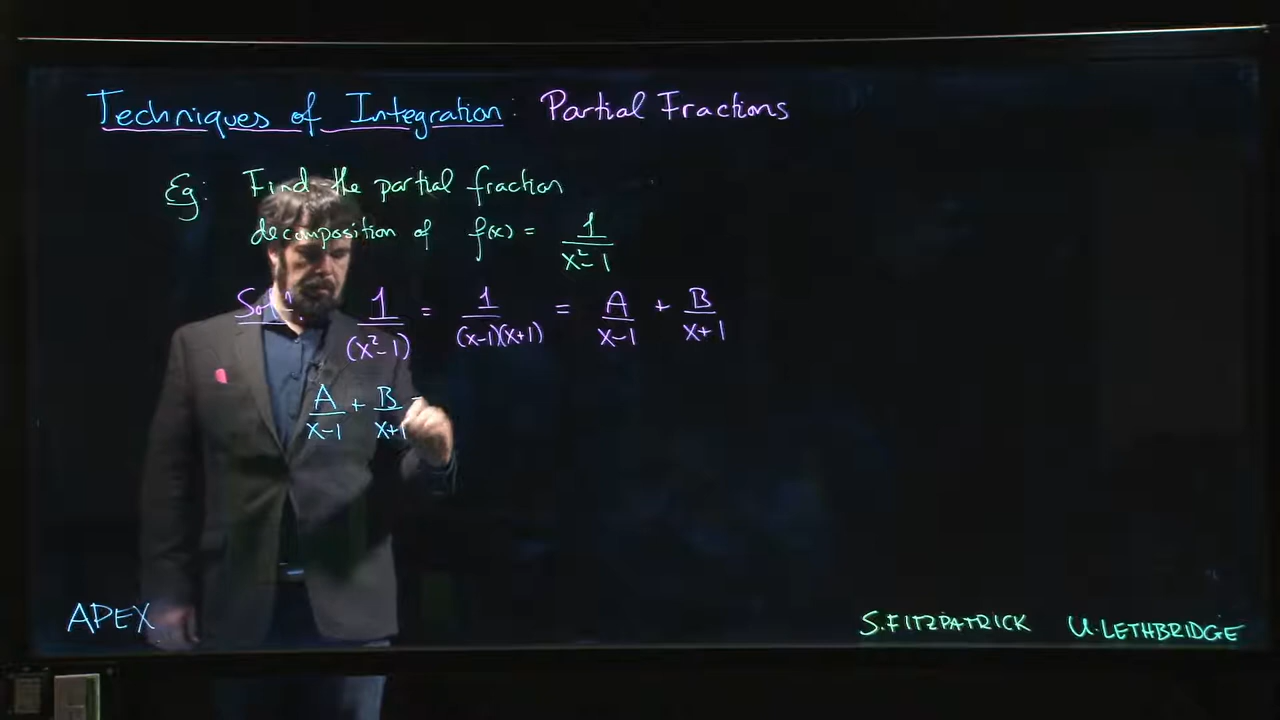 Techniques of Integration: Partial Fractions
Eg: Find the partial fraction
decomposition of f(x) = 1/(x²-1)
Sol'n: 1/(x²-1) = 1/((x-1)(x+1)) = A/(x-1) + B/(x+1)
A/(x-1) + B/(x+1)
APEX
S.FITZPATRICK U.LETHBRIDGE